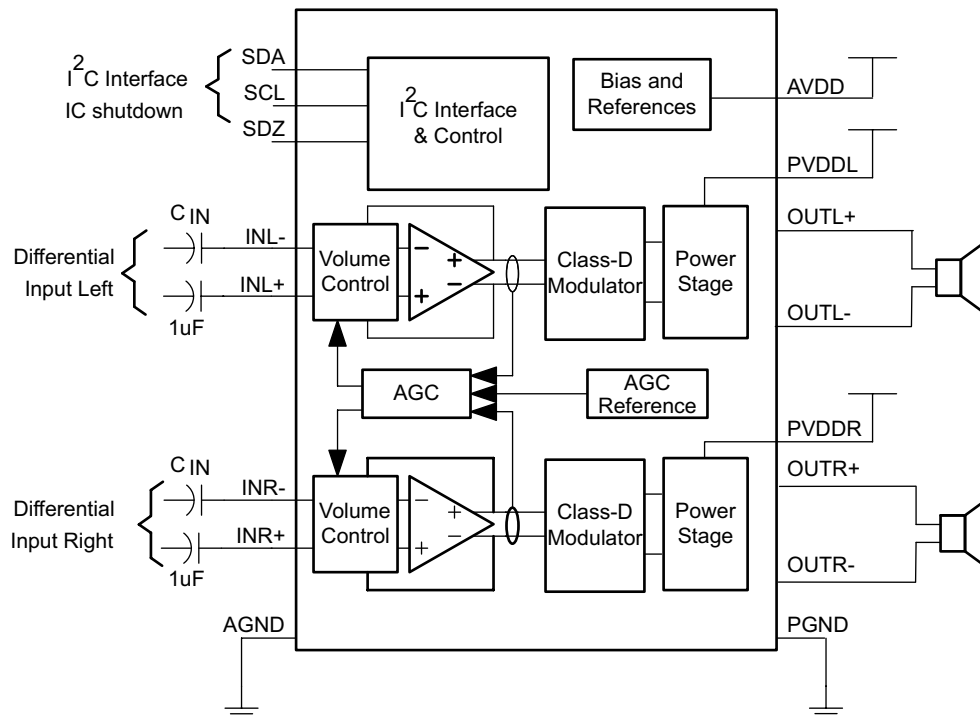 I²C Interface
IC shutdown
SDA
SCL
SDZ
I²C Interface
& Control
Bias and
References
AVDD
PVDDL
C IN
INL-
Differential
Input Left
INL+
1uF
Volume
Control
−
+
+
−
Class-D
Modulator
Power
Stage
OUTL+
OUTL-
AGC
AGC
Reference
PVDDR
C IN
INR-
Differential
Input Right
INR+
1uF
Volume
Control
−
+
+
−
Class-D
Modulator
Power
Stage
OUTR+
OUTR-
AGND
PGND